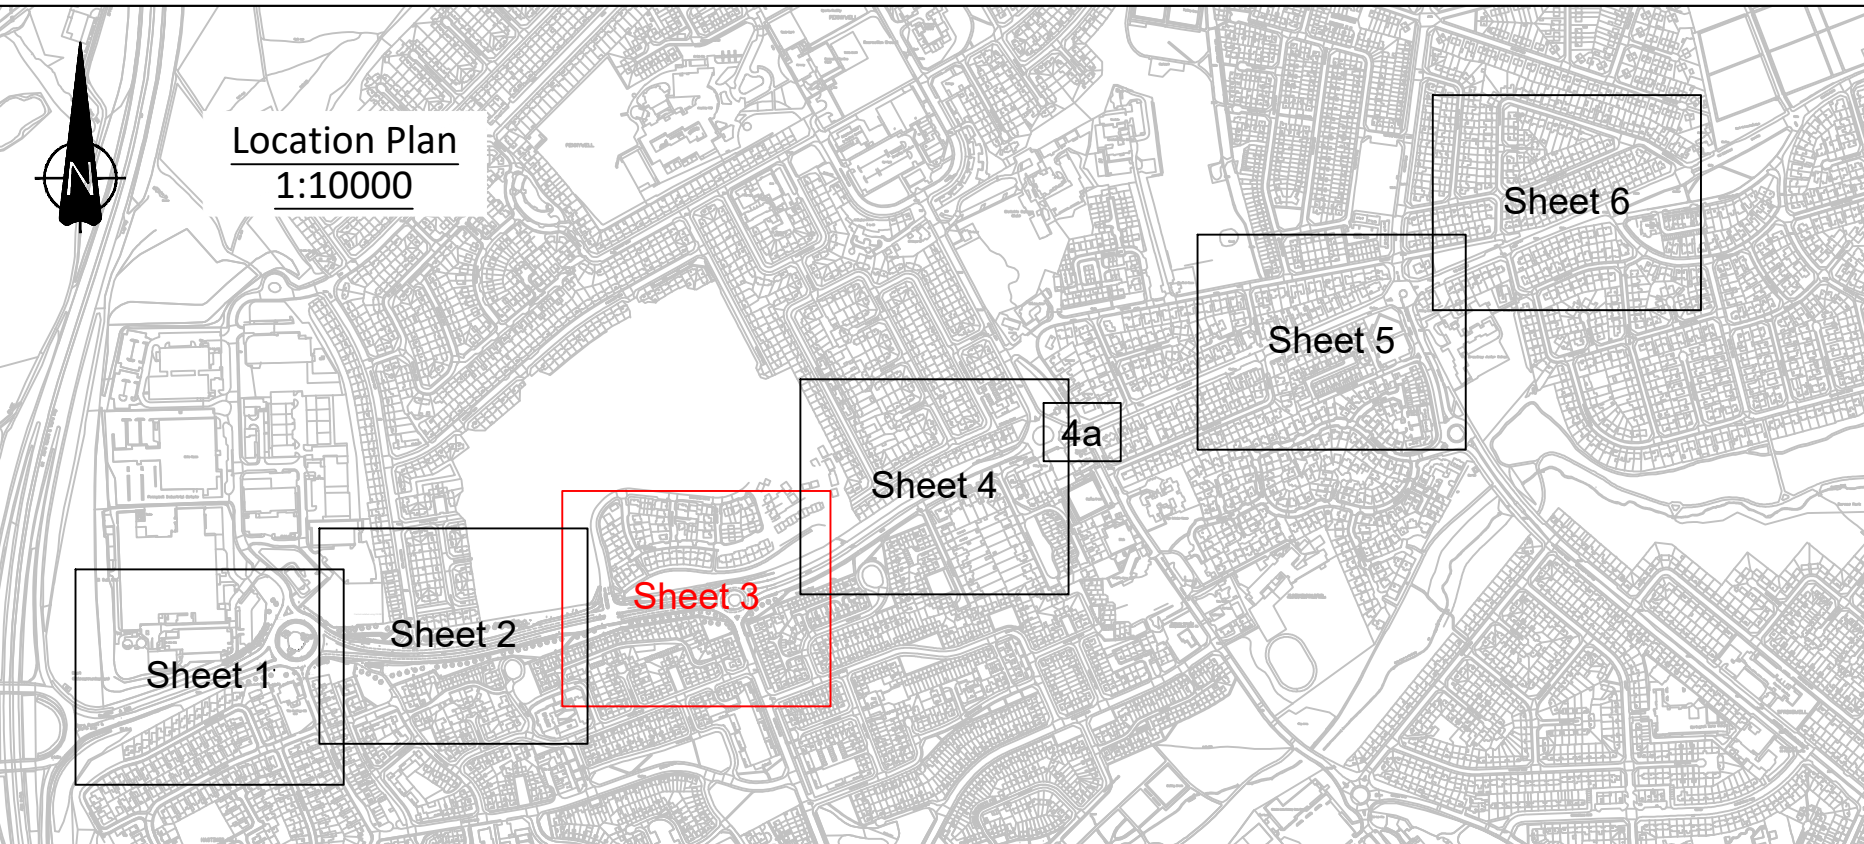 Location Plan
1:10000
N
Sheet 6
Sheet 5
4a
Sheet 4
Sheet 3
Sheet 2
Sheet 1